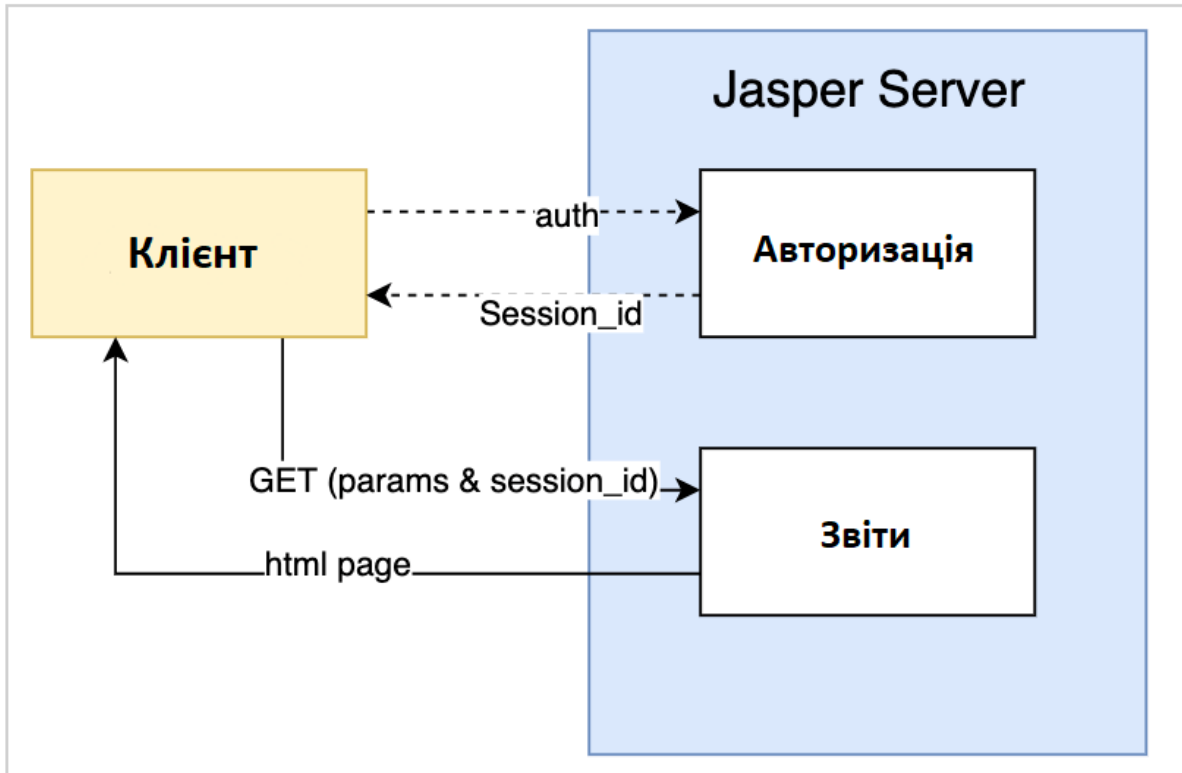 Jasper Server
auth
Клієнт
Авторизація
Session_id
GET (params & session_id)
Звіти
html page